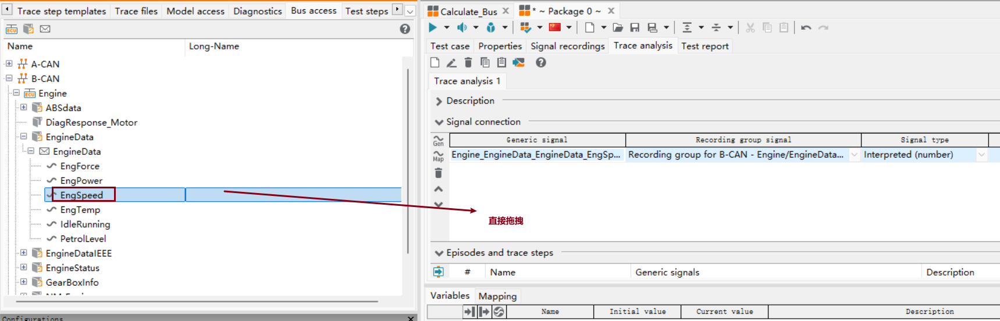 Trace step templates Trace files Model access Diagnostics Bus access Test steps
Name Long-Name
A-CAN
B-CAN
ECU Engine
ABSdata
DiagResponse_Motor
EngineData
EngineData
EngForce
EngPower
EngSpeed
EngTemp
IdleRunning
PetrolLevel
EngineDataIEEE
EngineStatus
GearBoxInfo
Configurations
Calculate_Bus * ~ Package 0 ~
Test case Properties Signal recordings Trace analysis Test report
Trace analysis 1
Description
Signal connection
Gen
Map
Generic signal Recording group signal Signal type
Engine_EngineData_EngineData_EngSp... Recording group for B-CAN - Engine/EngineData... Interpreted (number)
直接拖拽
Episodes and trace steps
# Name Generic signals Description
Variables Mapping
Name Initial value Current value Description